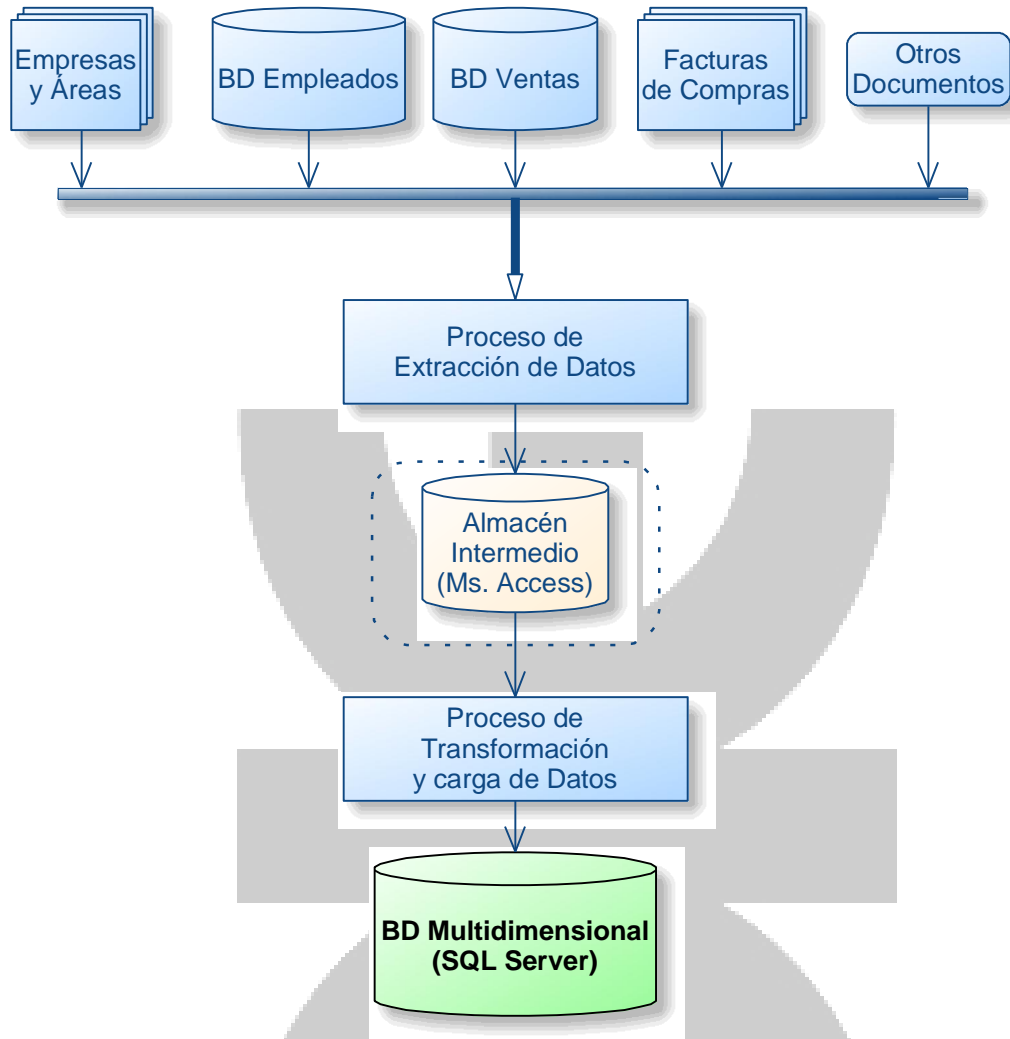 Empresas
y Áreas
BD Empleados
BD Ventas
Facturas
de Compras
Otros
Documentos
Proceso de
Extracción de Datos
Almacén
Intermedio
(Ms. Access)
Proceso de
Transformación
y carga de Datos
BD Multidimensional
(SQL Server)